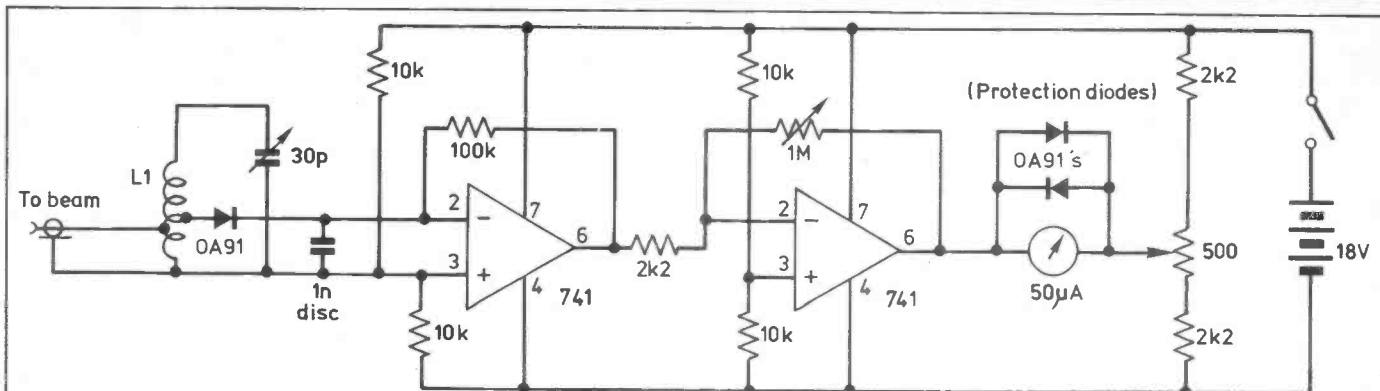 10k
10k
2k2
(Protection diodes)
100k
1M
30p
OA91's
L1
To beam
2
7
2
7
OA91
6
6
500
18V
3
2k2
3
50µA
1n
disc
4
741
4
741
10k
10k
2k2